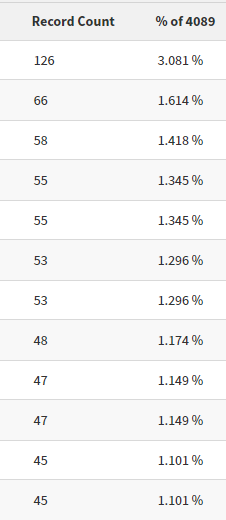 Record Count % of 4089
126 3.081 %
66 1.614 %
58 1.418 %
55 1.345 %
55 1.345 %
53 1.296 %
53 1.296 %
48 1.174 %
47 1.149 %
47 1.149 %
45 1.101 %
45 1.101 %